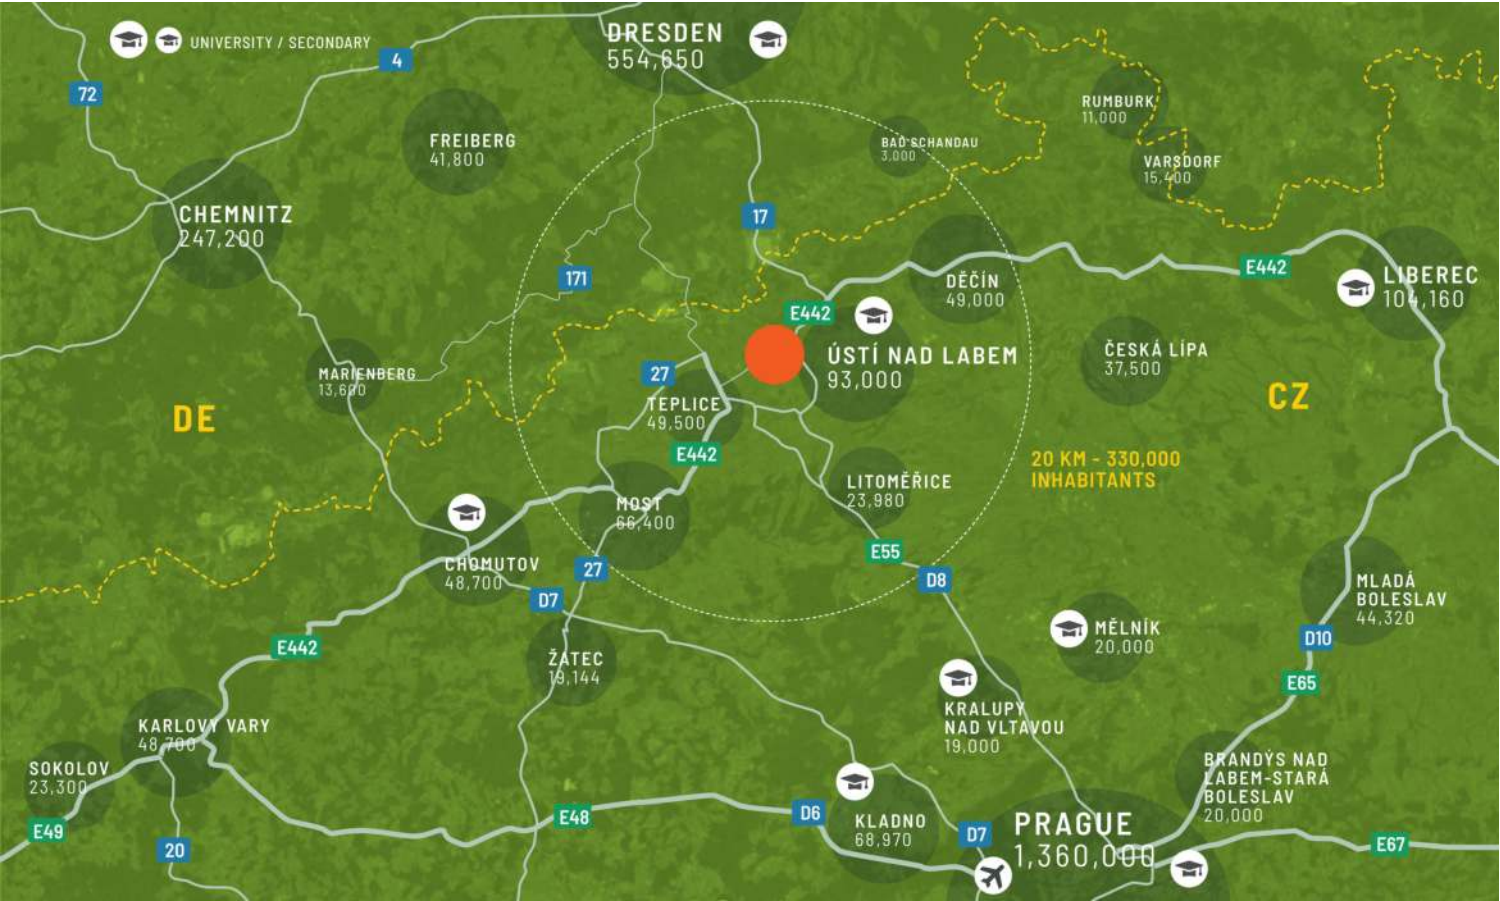 UNIVERSITY / SECONDARY
4
72
DRESDEN
554,650
FREIBERG
41,800
BAD SCHANDAU
3,000
RUMBURK
11,000
VARSDORF
15,400
CHEMNITZ
247,200
17
171
E442
E442
DĚČÍN
49,000
LIBEREC
104,160
E442
ÚSTÍ NAD LABEM
93,000
ČESKÁ LÍPA
37,500
MARIENBERG
13,600
27
TEPLICE
49,500
DE
CZ
E442
20 KM - 330,000
INHABITANTS
LITOMĚŘICE
23,980
MOST
66,400
CHOMUTOV
48,700
E55
27
D8
D7
MLADÁ
BOLESLAV
44,320
MĚLNÍK
20,000
D10
E442
ŽATEC
19,144
E65
KRALUPY
NAD VLTAVOU
19,000
KARLOVY VARY
48,700
SOKOLOV
23,300
BRANDÝS NAD
LABEM-STARÁ
BOLESLAV
20,000
E49
20
E48
D6
KLADNO
68,970
D7
PRAGUE
1,360,000
E67